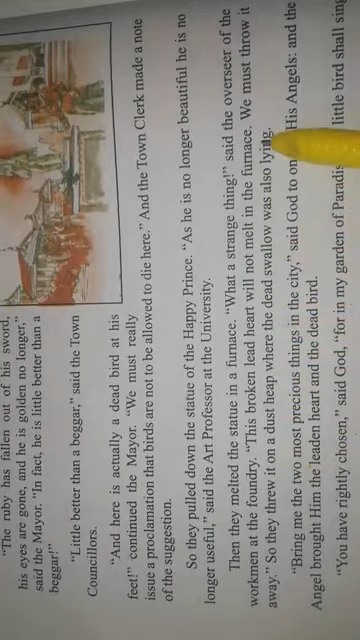 "The ruby has fallen out of his sword,
his eyes are gone, and he is golden no longer,"
said the Mayor. "In fact, he is little better than a
beggar!"
"Little better than a beggar," said the Town
Councillors.
"And here is actually a dead bird at his
feet!" continued the Mayor. "We must really
issue a proclamation that birds are not to be allowed to die here." And the Town Clerk made a note
of the suggestion.
So they pulled down the statue of the Happy Prince. "As he is no longer beautiful he is no
longer useful," said the Art Professor at the University.
Then they melted the statue in a furnace. "What a strange thing!" said the overseer of the
workmen at the foundry. "This broken lead heart will not melt in the furnace. We must throw it
away." So they threw it on a dust heap where the dead swallow was also lying.
"Bring me the two most precious things in the city," said God to on His Angels: and the
Angel brought Him the leaden heart and the dead bird.
"You have rightly chosen," said God, "for in my garden of Paradis little bird shall sing